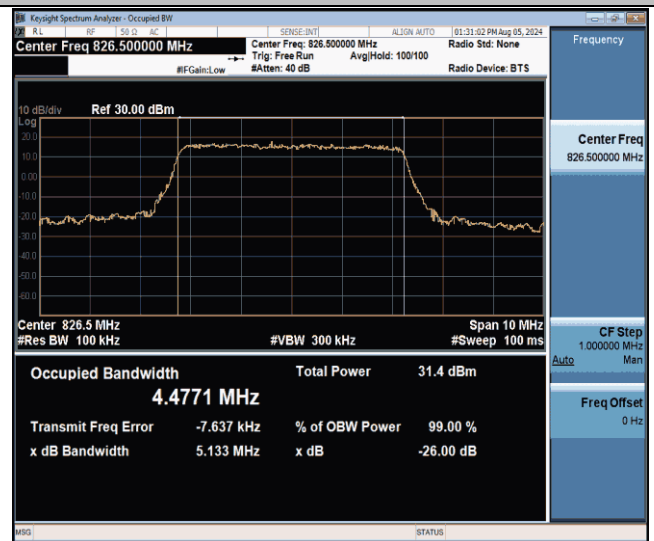 Keysight Spectrum Analyzer - Occupied BW
RL RF 50 Ω AC SENSE:INT ALIGN AUTO 01:31:02 PM Aug 05, 2024
Center Freq 826.500000 MHz Center Freq: 826.500000 MHz Radio Std: None
Trig: Free Run Avg|Hold: 100/100
#IFGain:Low #Atten: 40 dB Radio Device: BTS
Frequency
10 dB/div Ref 30.00 dBm
Log
20.0
10.0
0.00
-10.0
-20.0
-30.0
-40.0
-50.0
-60.0
Center 826.5 MHz Span 10 MHz
#Res BW 100 kHz #VBW 300 kHz #Sweep 100 ms
Center Freq
826.500000 MHz
CF Step
1.000000 MHz
Auto Man
Freq Offset
0 Hz
Occupied Bandwidth Total Power 31.4 dBm
4.4771 MHz
Transmit Freq Error -7.637 kHz % of OBW Power 99.00 %
x dB Bandwidth 5.133 MHz x dB -26.00 dB
MSG STATUS